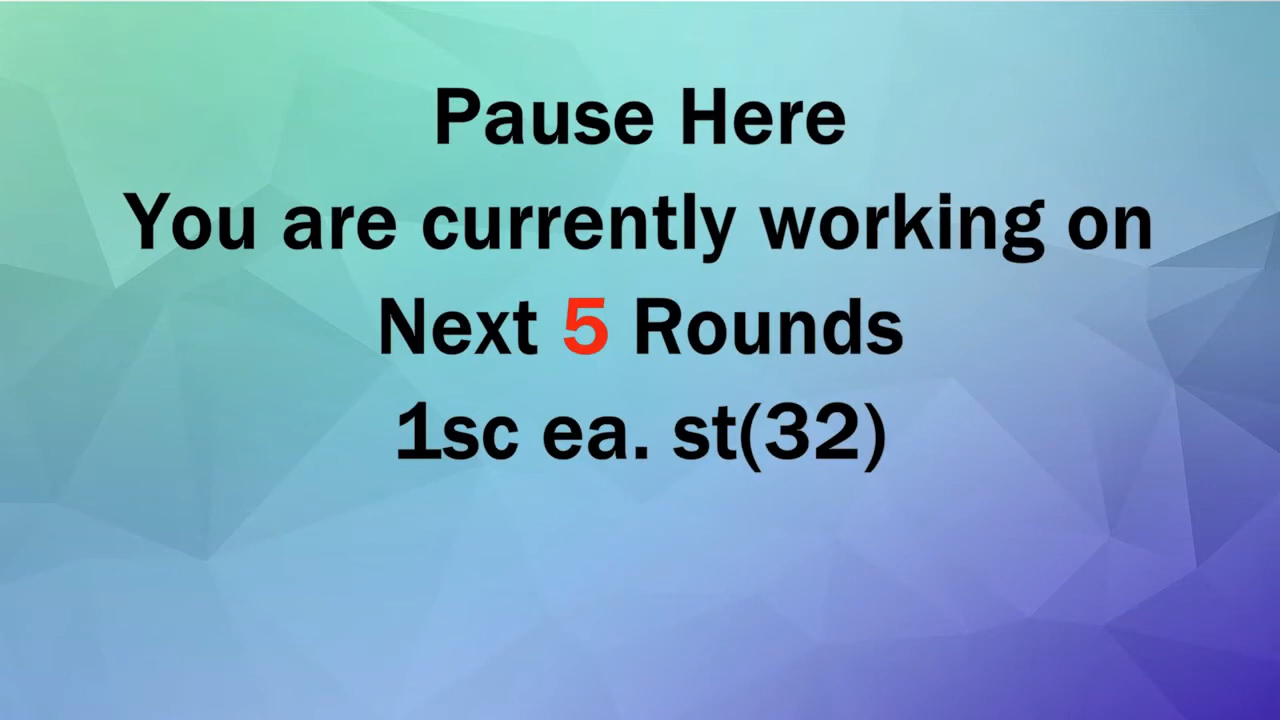 Pause Here
You are currently working on
Next 5 Rounds
1sc ea. st(32)